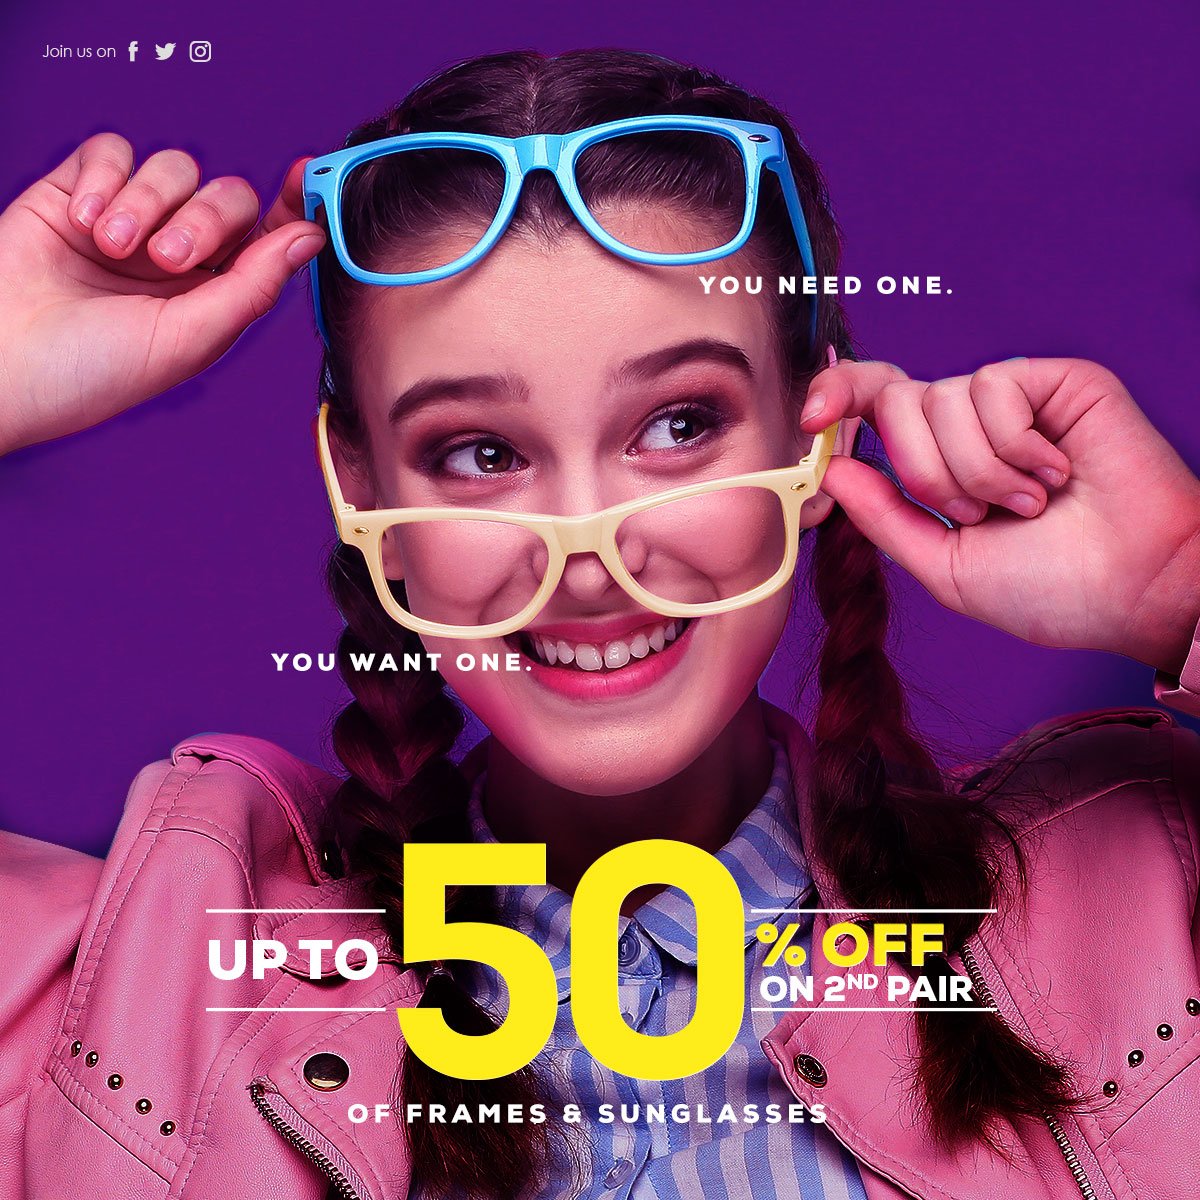 Join us on
YOU NEED ONE.
YOU WANT ONE.
UP TO 50 % OFF
ON 2ND PAIR
OF FRAMES & SUNGLASSES